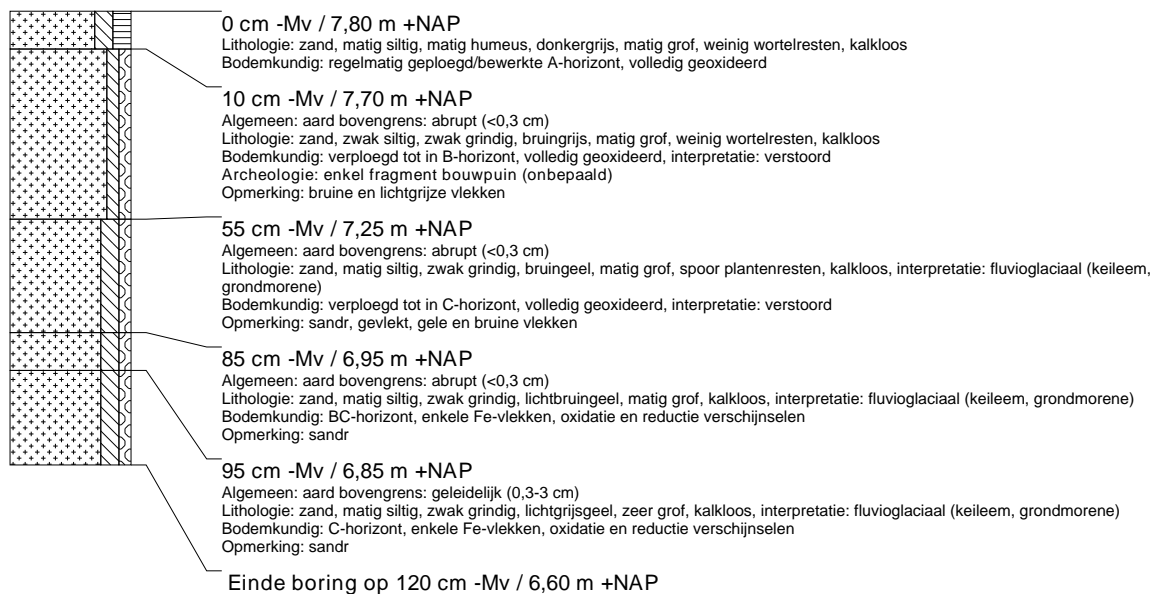 0 cm -Mv / 7,80 m +NAP
Lithologie: zand, matig siltig, matig humeus, donkergrijs, matig grof, weinig wortelresten, kalkloos
Bodemkundig: regelmatig geploegd/bewerkte A-horizont, volledig geoxideerd
10 cm -Mv / 7,70 m +NAP
Algemeen: aard bovengrens: abrupt (<0,3 cm)
Lithologie: zand, zwak siltig, zwak grindig, bruingrijs, matig grof, weinig wortelresten, kalkloos
Bodemkundig: verploegd tot in B-horizont, volledig geoxideerd, interpretatie: verstoord
Archeologie: enkel fragment bouwpuin (onbepaald)
Opmerking: bruine en lichtgrijze vlekken
55 cm -Mv / 7,25 m +NAP
Algemeen: aard bovengrens: abrupt (<0,3 cm)
Lithologie: zand, matig siltig, zwak grindig, bruingeel, matig grof, spoor plantenresten, kalkloos, interpretatie: fluvioglaciaal (keileem,
grondmorene)
Bodemkundig: verploegd tot in C-horizont, volledig geoxideerd, interpretatie: verstoord
Opmerking: sandr, gevlekt, gele en bruine vlekken
85 cm -Mv / 6,95 m +NAP
Algemeen: aard bovengrens: abrupt (<0,3 cm)
Lithologie: zand, matig siltig, zwak grindig, lichtbruingeel, matig grof, kalkloos, interpretatie: fluvioglaciaal (keileem, grondmorene)
Bodemkundig: BC-horizont, enkele Fe-vlekken, oxidatie en reductie verschijnselen
Opmerking: sandr
95 cm -Mv / 6,85 m +NAP
Algemeen: aard bovengrens: geleidelijk (0,3-3 cm)
Lithologie: zand, matig siltig, zwak grindig, lichtgrijsgeel, zeer grof, kalkloos, interpretatie: fluvioglaciaal (keileem, grondmorene)
Bodemkundig: C-horizont, enkele Fe-vlekken, oxidatie en reductie verschijnselen
Opmerking: sandr
Einde boring op 120 cm -Mv / 6,60 m +NAP